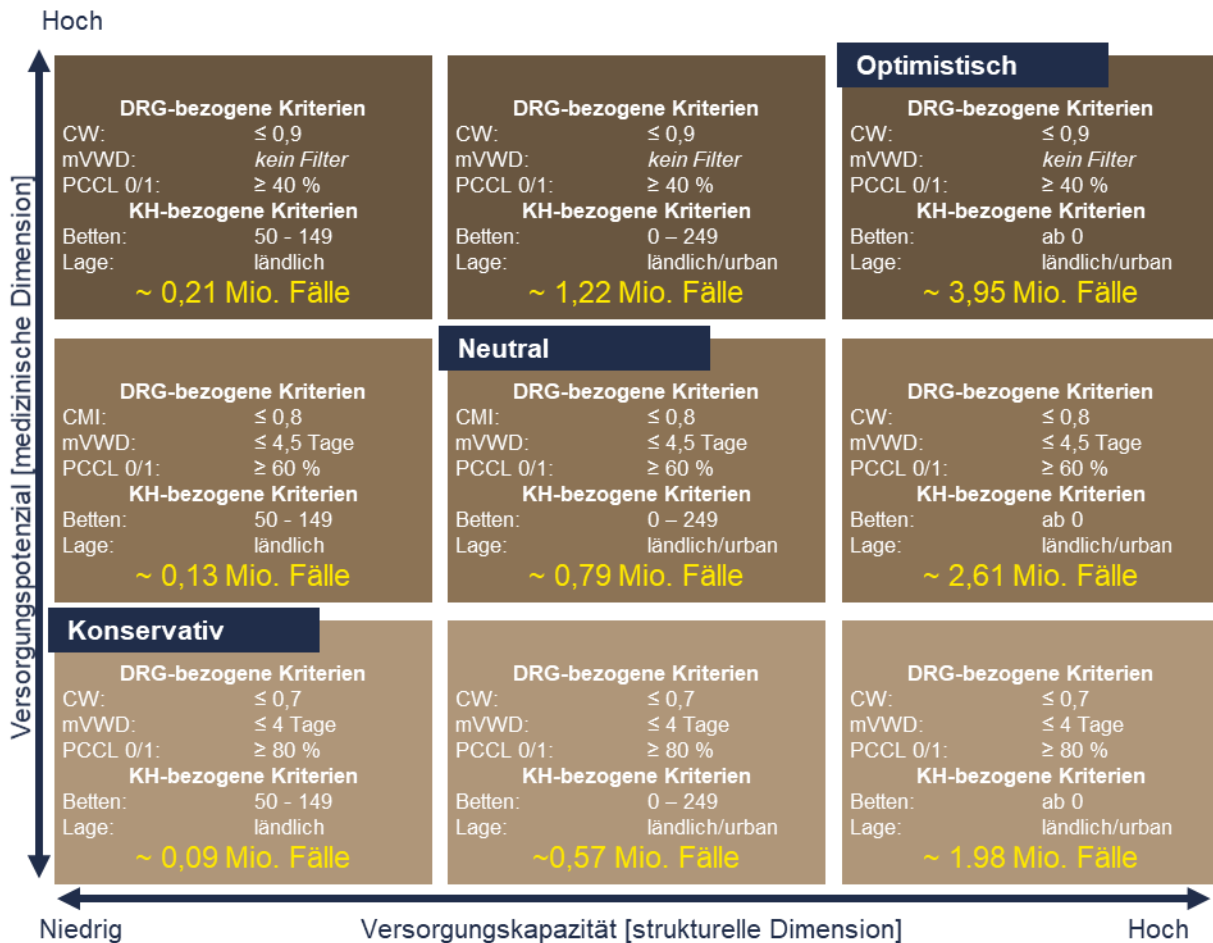 Hoch
Versorgungspotenzial [medizinische Dimension]
Optimistisch
DRG-bezogene Kriterien
CW: ≤ 0,9
mVWD: kein Filter
PCCL 0/1: ≥ 40 %
KH-bezogene Kriterien
Betten: 50 - 149
Lage: ländlich
~ 0,21 Mio. Fälle
DRG-bezogene Kriterien
CW: ≤ 0,9
mVWD: kein Filter
PCCL 0/1: ≥ 40 %
KH-bezogene Kriterien
Betten: 0 – 249
Lage: ländlich/urban
~ 1,22 Mio. Fälle
DRG-bezogene Kriterien
CW: ≤ 0,9
mVWD: kein Filter
PCCL 0/1: ≥ 40 %
KH-bezogene Kriterien
Betten: ab 0
Lage: ländlich/urban
~ 3,95 Mio. Fälle
Neutral
DRG-bezogene Kriterien
CMI: ≤ 0,8
mVWD: ≤ 4,5 Tage
PCCL 0/1: ≥ 60 %
KH-bezogene Kriterien
Betten: 50 - 149
Lage: ländlich
~ 0,13 Mio. Fälle
DRG-bezogene Kriterien
CMI: ≤ 0,8
mVWD: ≤ 4,5 Tage
PCCL 0/1: ≥ 60 %
KH-bezogene Kriterien
Betten: 0 – 249
Lage: ländlich/urban
~ 0,79 Mio. Fälle
DRG-bezogene Kriterien
CW: ≤ 0,8
mVWD: ≤ 4,5 Tage
PCCL 0/1: ≥ 60 %
KH-bezogene Kriterien
Betten: ab 0
Lage: ländlich/urban
~ 2,61 Mio. Fälle
Konservativ
DRG-bezogene Kriterien
CW: ≤ 0,7
mVWD: ≤ 4 Tage
PCCL 0/1: ≥ 80 %
KH-bezogene Kriterien
Betten: 50 - 149
Lage: ländlich
~ 0,09 Mio. Fälle
DRG-bezogene Kriterien
CW: ≤ 0,7
mVWD: ≤ 4 Tage
PCCL 0/1: ≥ 80 %
KH-bezogene Kriterien
Betten: 0 – 249
Lage: ländlich/urban
~0,57 Mio. Fälle
DRG-bezogene Kriterien
CW: ≤ 0,7
mVWD: ≤ 4 Tage
PCCL 0/1: ≥ 80 %
KH-bezogene Kriterien
Betten: ab 0
Lage: ländlich/urban
~ 1.98 Mio. Fälle
Niedrig Versorgungskapazität [strukturelle Dimension] Hoch